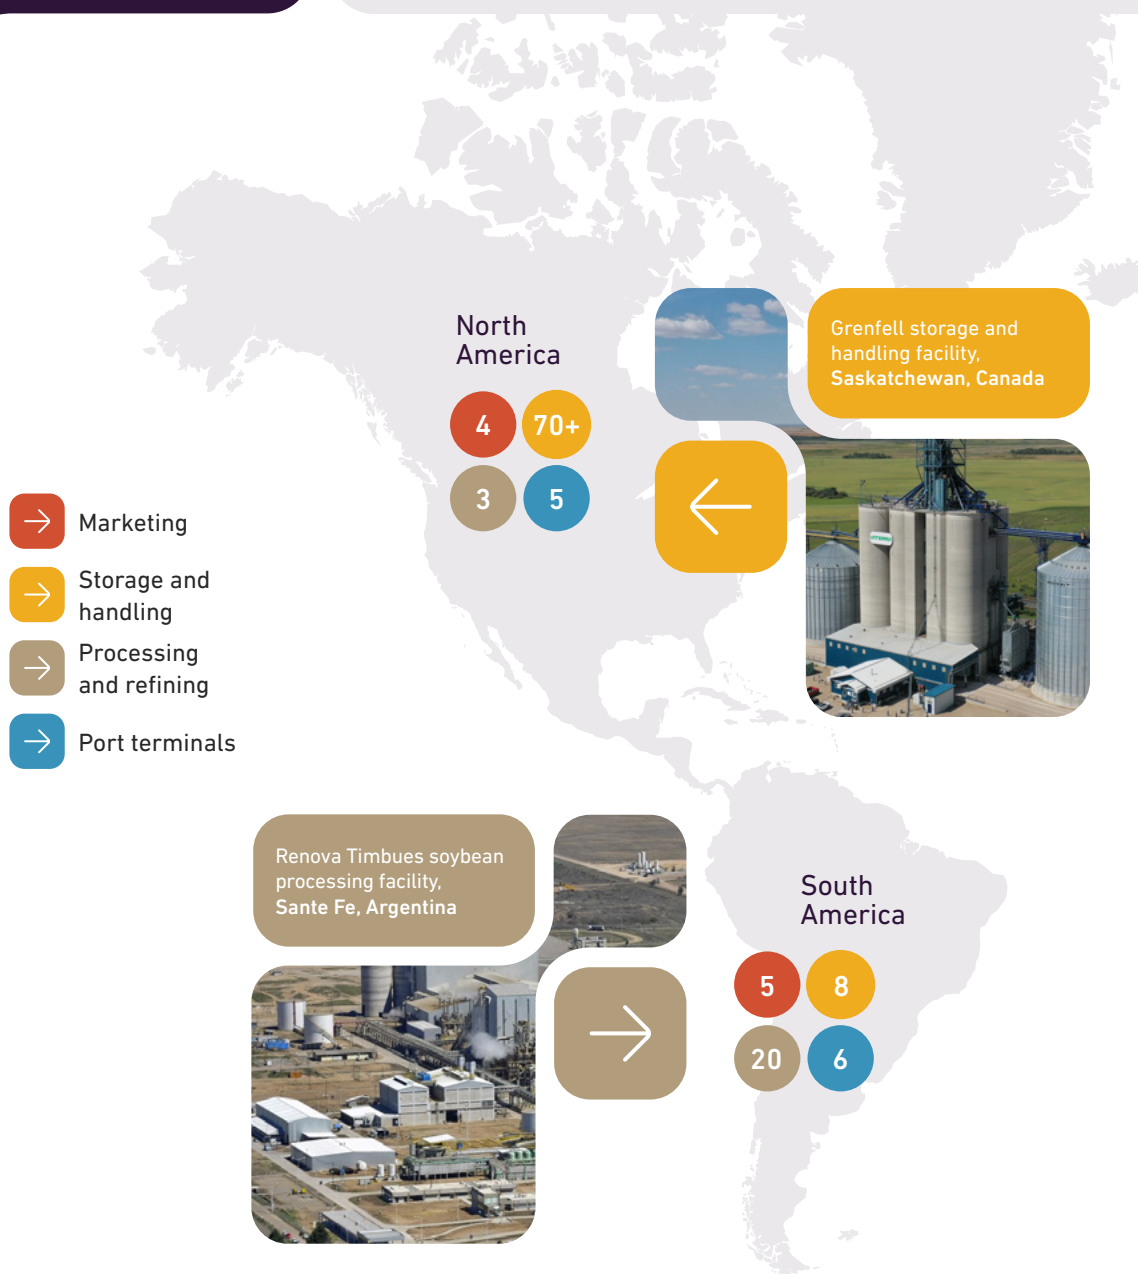 North
America
4 70+
3 5
Grenfell storage and
handling facility,
Saskatchewan, Canada
Marketing
Storage and
handling
Processing
and refining
Port terminals
Renova Timbues soybean
processing facility,
Sante Fe, Argentina
South
America
5 8
20 6